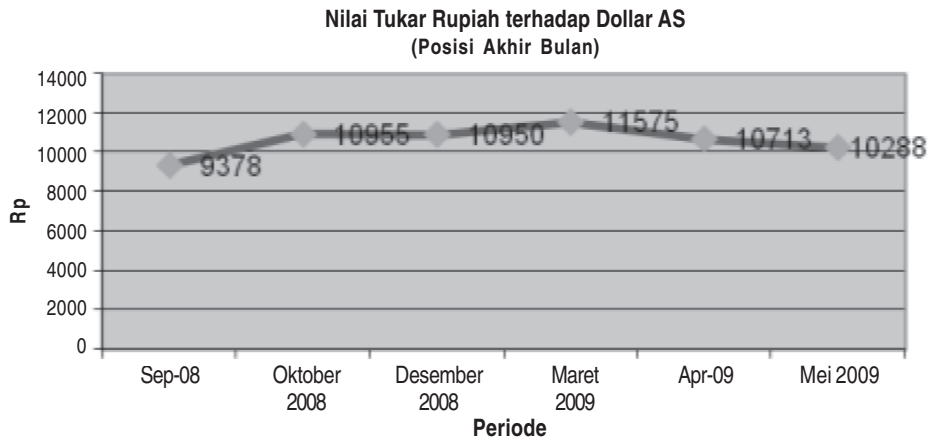 Nilai Tukar Rupiah terhadap Dollar AS
(Posisi Akhir Bulan)
14000
12000
10000
8000
6000
4000
2000
0
Rp
9378
10955
10950
11575
10713
10288
Sep-08
Oktober
2008
Desember
2008
Maret
2009
Apr-09
Mei 2009
Periode